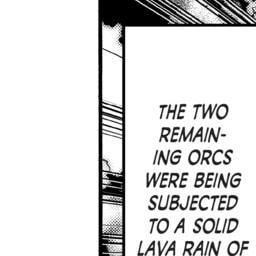 THE TWO
REMAIN-
ING ORCS
WERE BEING
SUBJECTED
TO A SOLID
LAVA RAIN OF